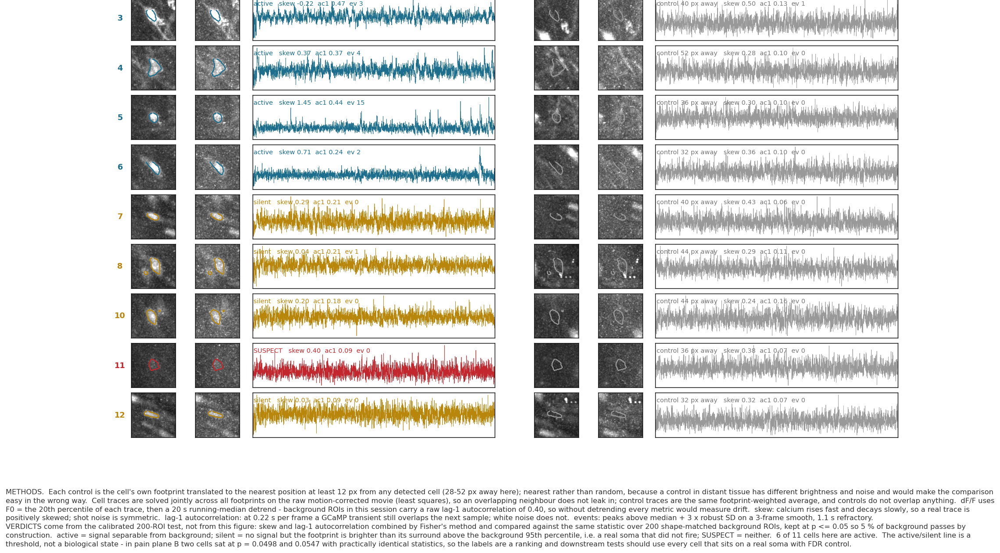 active   skew -0.22  ac1 0.47  ev 3
control 40 px away   skew 0.50  ac1 0.13  ev 1
3
active   skew 0.37  ac1 0.37  ev 4
control 52 px away   skew 0.28  ac1 0.10  ev 0
4
active   skew 1.45  ac1 0.44  ev 15
control 36 px away   skew 0.30  ac1 0.10  ev 0
5
active   skew 0.71  ac1 0.24  ev 2
control 32 px away   skew 0.36  ac1 0.10  ev 0
6
silent   skew 0.29  ac1 0.21  ev 0
control 40 px away   skew 0.43  ac1 0.06  ev 0
7
silent   skew 0.04  ac1 0.21  ev 1
control 44 px away   skew 0.29  ac1 0.11  ev 0
8
silent   skew 0.20  ac1 0.18  ev 0
control 44 px away   skew 0.24  ac1 0.16  ev 0
10
SUSPECT   skew 0.40  ac1 0.09  ev 0
control 36 px away   skew 0.38  ac1 0.07  ev 0
11
silent   skew 0.03  ac1 0.09  ev 0
control 32 px away   skew 0.32  ac1 0.07  ev 0
12
METHODS.  Each control is the cell's own footprint translated to the nearest position at least 12 px from any detected cell (28-52 px away here); nearest rather than random, because a control in distant tissue has different brightness and noise and would make the comparison
easy in the wrong way.  Cell traces are solved jointly across all footprints on the raw motion-corrected movie (least squares), so an overlapping neighbour does not leak in; control traces are the same footprint-weighted average, and controls do not overlap anything.  dF/F uses
F0 = the 20th percentile of each trace, then a 20 s running-median detrend - background ROIs in this session carry a raw lag-1 autocorrelation of 0.40, so without detrending every metric would measure drift.  skew: calcium rises fast and decays slowly, so a real trace is
positively skewed; shot noise is symmetric.  lag-1 autocorrelation: at 0.22 s per frame a GCaMP transient still overlaps the next sample; white noise does not.  events: peaks above median + 3 x robust SD on a 3-frame smooth, 1.1 s refractory.
VERDICTS come from the calibrated 200-ROI test, not from this figure: skew and lag-1 autocorrelation combined by Fisher's method and compared against the same statistic over 200 shape-matched background ROIs, kept at p <= 0.05 so 5 % of background passes by
construction.  active = signal separable from background; silent = no signal but the footprint is brighter than its surround above the background 95th percentile, i.e. a real soma that did not fire; SUSPECT = neither.  6 of 11 cells here are active.  The active/silent line is a
threshold, not a biological state - in pain plane B two cells sat at p = 0.0498 and 0.0547 with practically identical statistics, so the labels are a ranking and downstream tests should use every cell that sits on a real soma with FDR control.